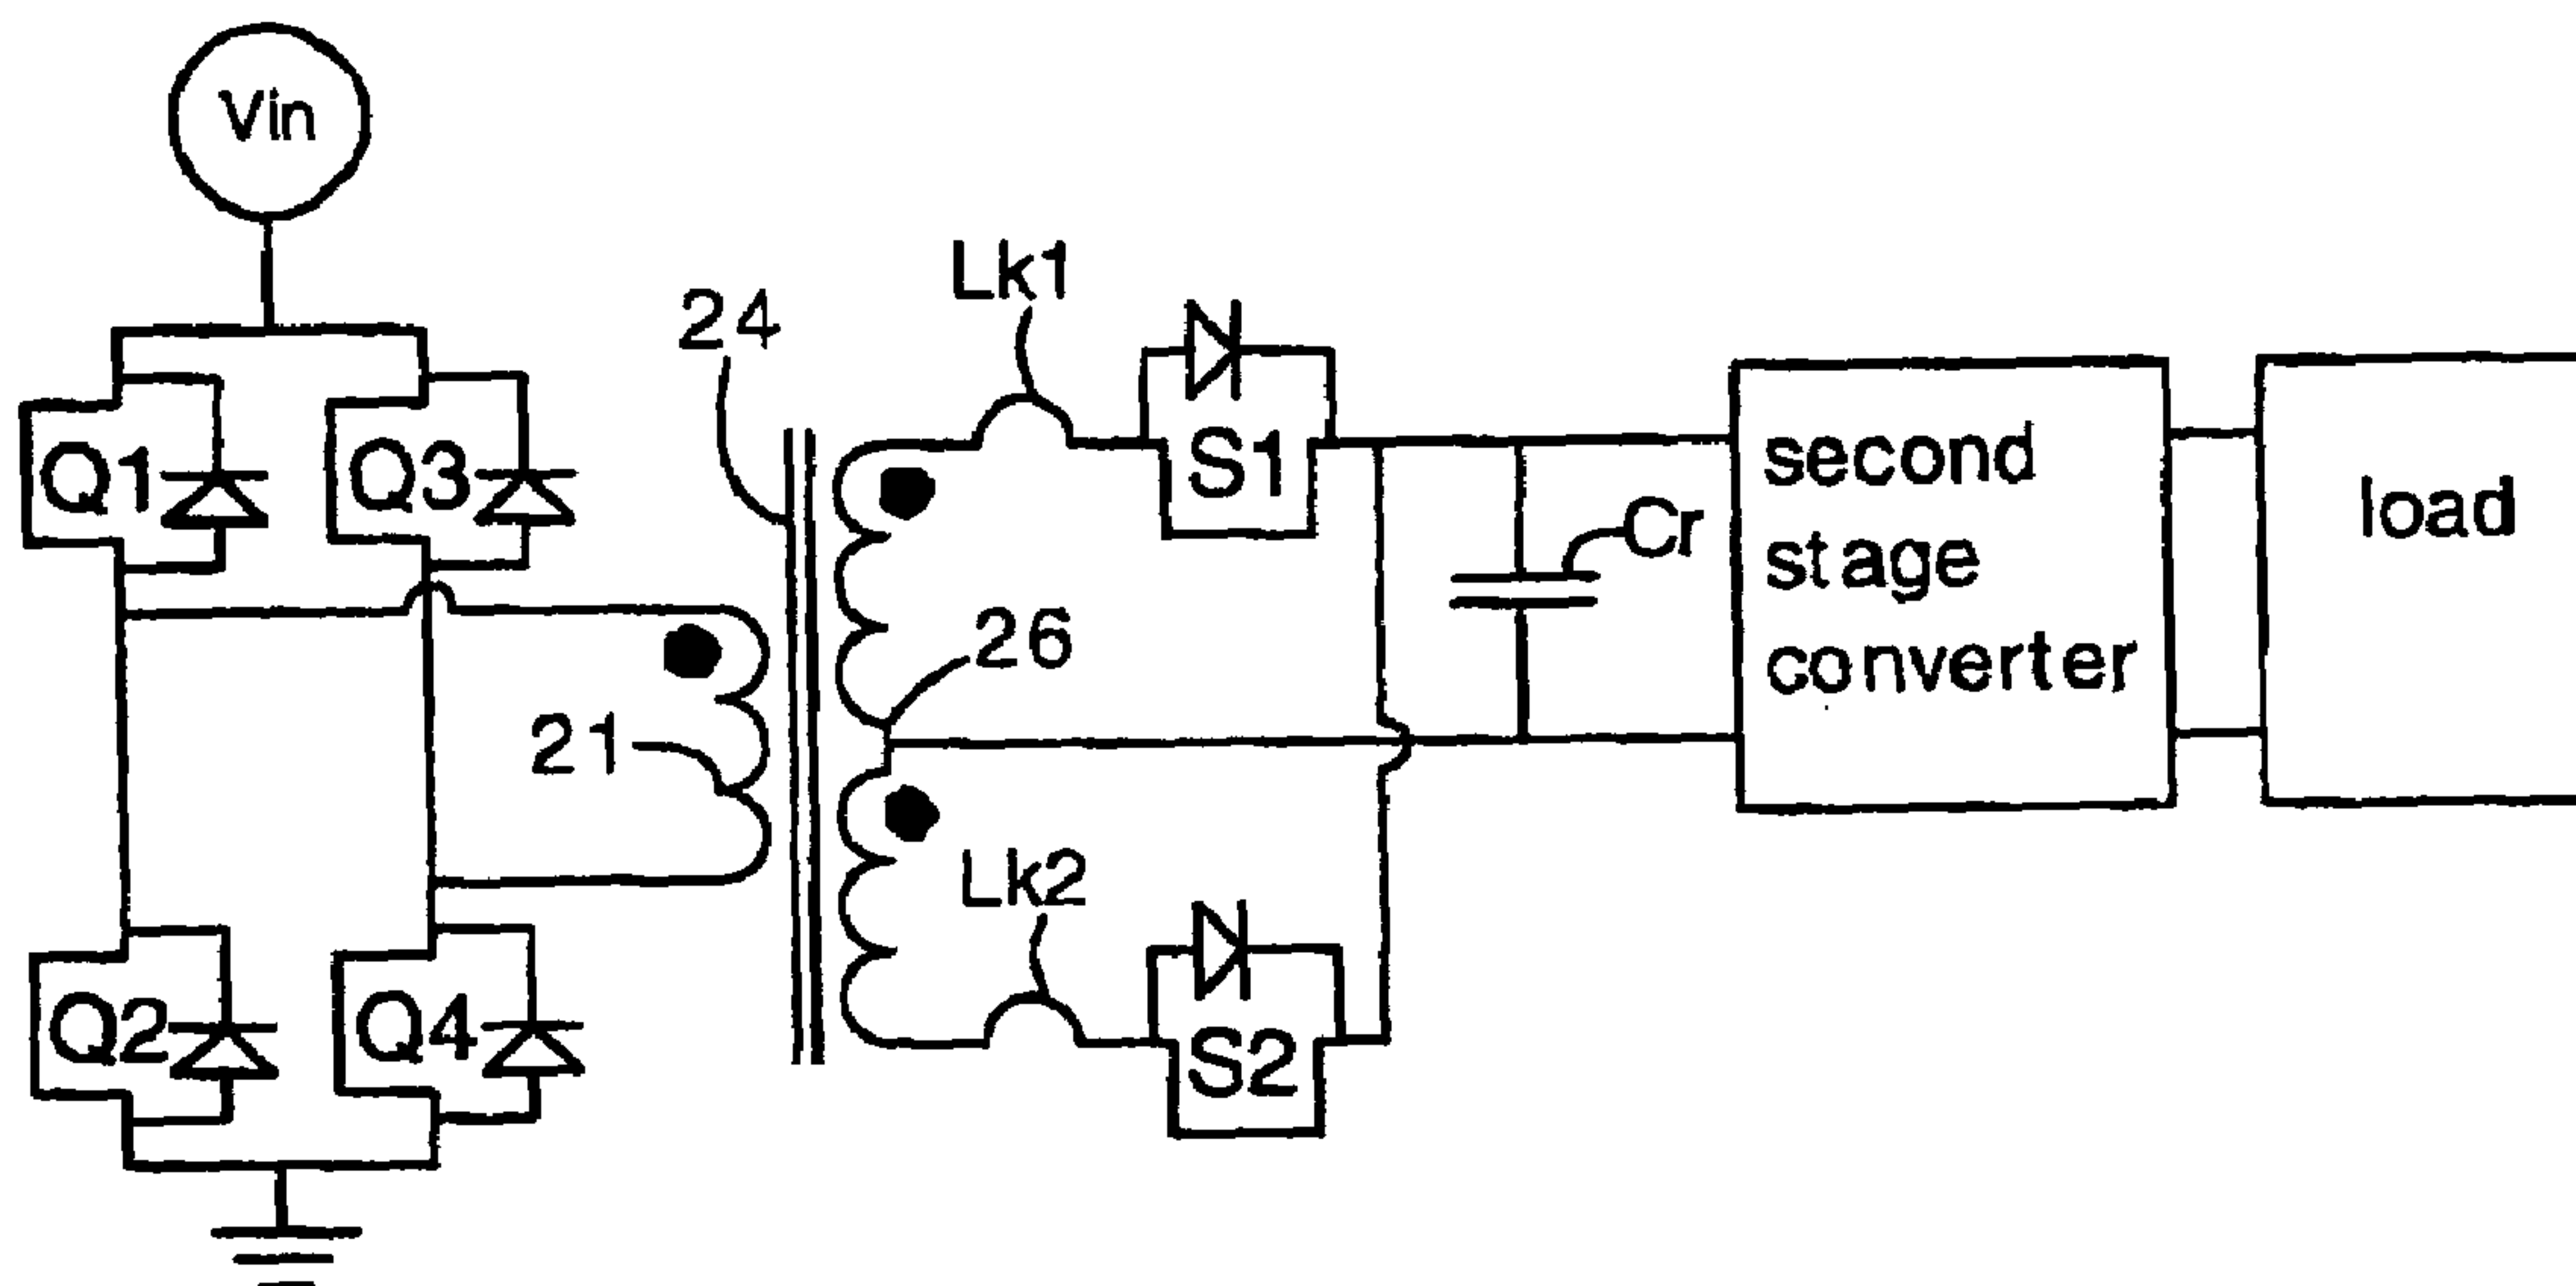 Vin
Lk1
24
Q1
Q3
S1
Cr
second
stage
converter
load
26
21
Lk2
Q2
Q4
S2